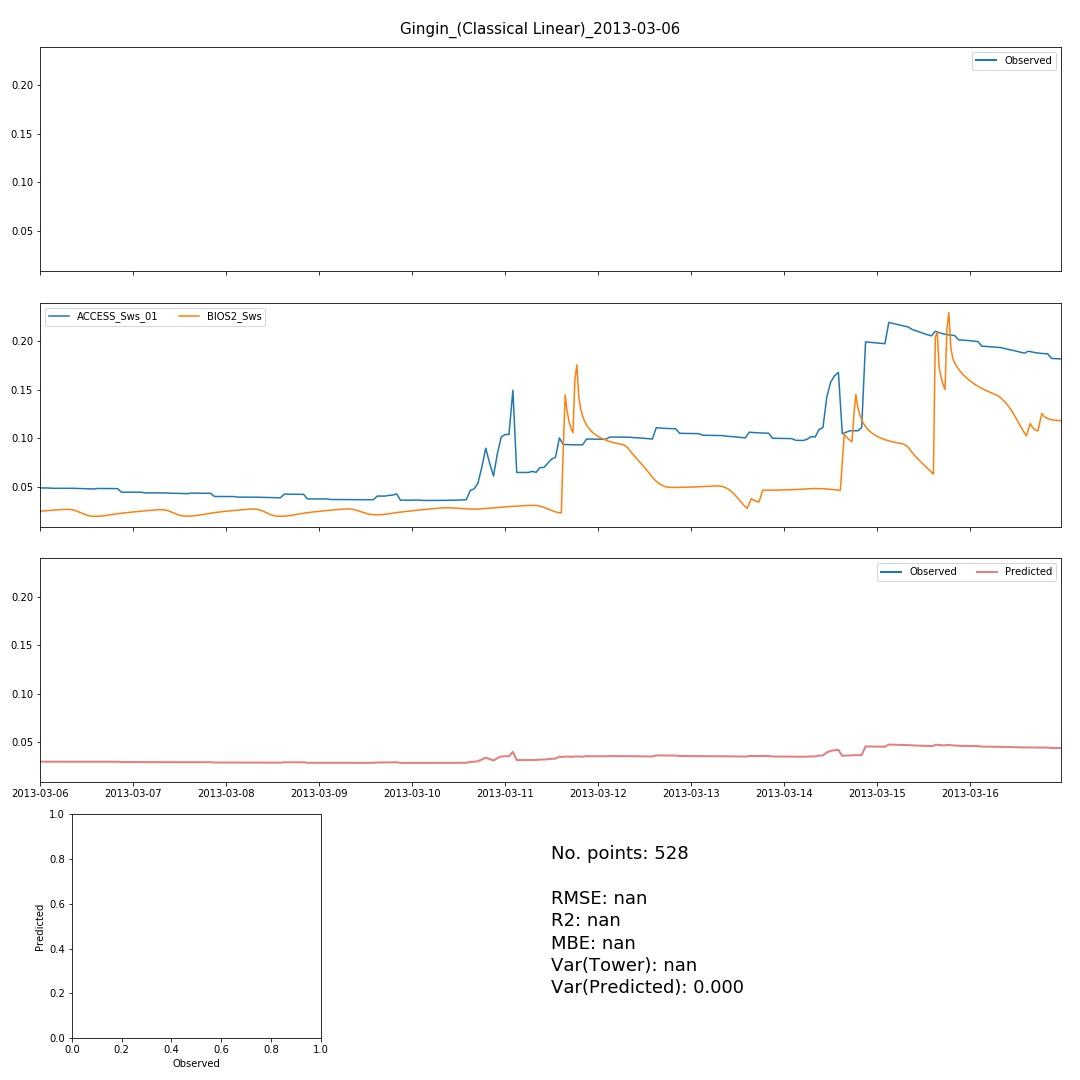 Gingin_(Classical Linear)_2013-03-06
Observed
0.20
0.15
0.10
0.05
ACCESS_Sws_01 BIOS2_Sws
0.20
0.15
0.10
0.05
Observed Predicted
0.20
0.15
0.10
0.05
2013-03-06 2013-03-07 2013-03-08 2013-03-09 2013-03-10 2013-03-11 2013-03-12 2013-03-13 2013-03-14 2013-03-15 2013-03-16
1.0
0.8
0.6
0.4
0.2
0.0
Predicted
0.0 0.2 0.4 0.6 0.8 1.0
Observed
No. points: 528
RMSE: nan
R2: nan
MBE: nan
Var(Tower): nan
Var(Predicted): 0.000